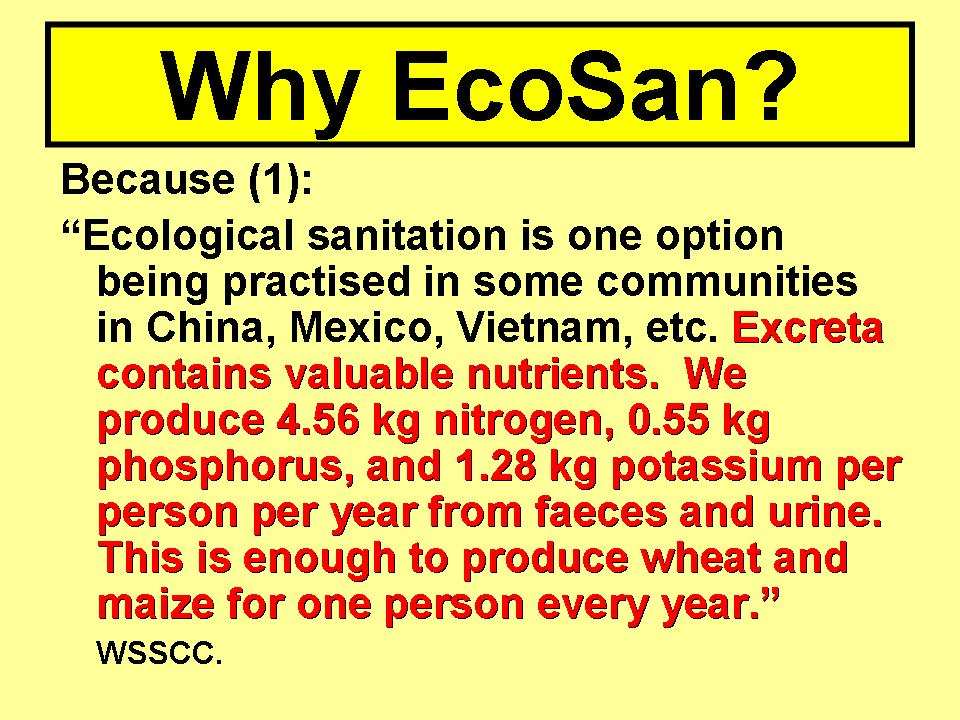 Why EcoSan?
Because (1):
“Ecological sanitation is one option
being practised in some communities
in China, Mexico, Vietnam, etc. Excreta
contains valuable nutrients.  We
produce 4.56 kg nitrogen, 0.55 kg
phosphorus, and 1.28 kg potassium per
person per year from faeces and urine.
This is enough to produce wheat and
maize for one person every year.”
WSSCC.